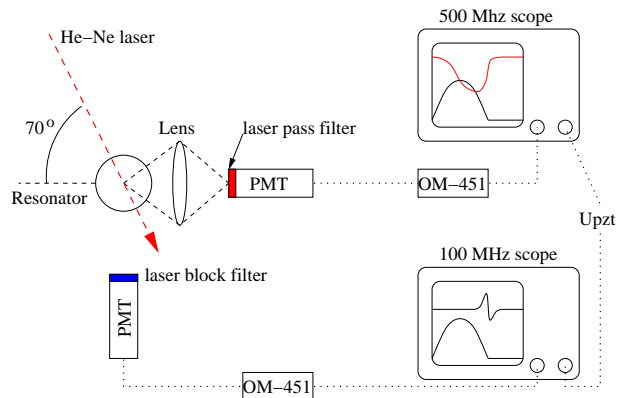 500 Mhz scope
He–Ne laser
70°
Lens
laser pass filter
PMT
OM–451
Resonator
Upzt
100 MHz scope
laser block filter
PMT
OM–451